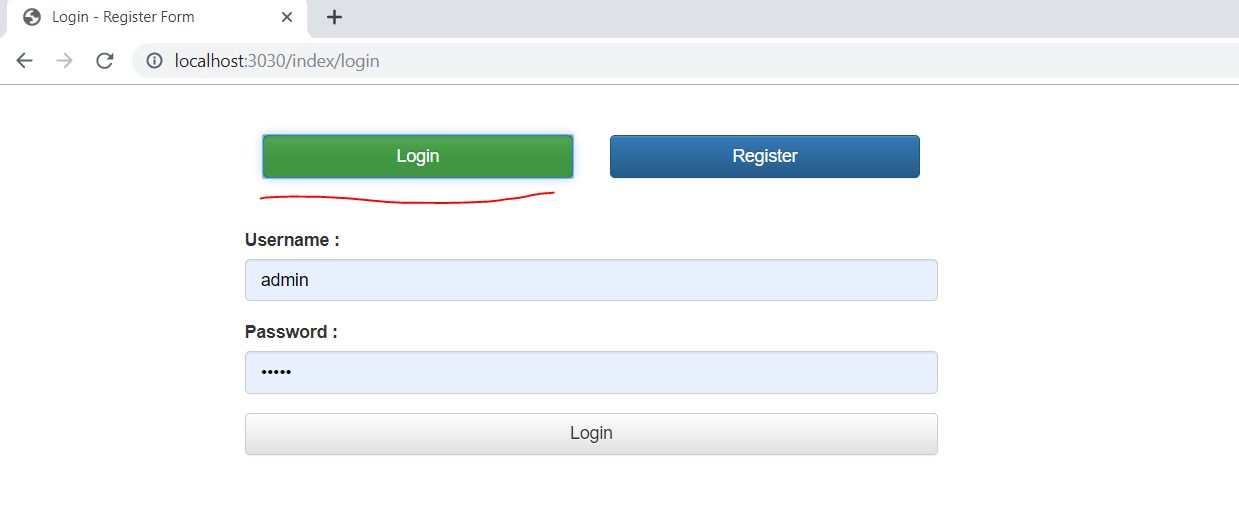 Login - Register Form
localhost:3030/index/login
Login Register
Username :
admin
Password :
•••••
Login